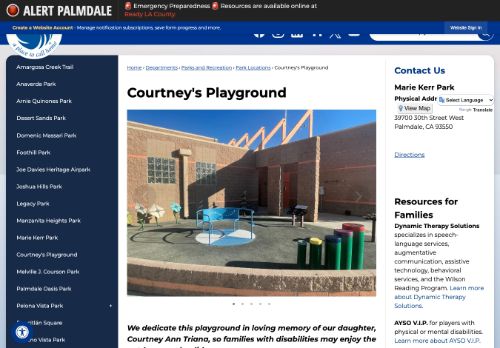 ALERT PALMDALE
🚨 Emergency Preparedness 🚨 Resources are available online at
Ready LA County.
Create a Website Account - Manage notification subscriptions, save form progress and more.
Website Sign In
a place to call home
Amargosa Creek Trail
Anaverde Park
Arnie Quinones Park
Desert Sands Park
Domenic Massari Park
Foothill Park
Joe Davies Heritage Airpark
Joshua Hills Park
Legacy Park
Manzanita Heights Park
Marie Kerr Park
Courtney's Playground
Melville J. Courson Park
Palmdale Oasis Park
Pelona Vista Park +
Square
Vista Park
Home › Departments › Parks and Recreation › Park Locations › Courtney's Playground
Courtney's Playground
We dedicate this playground in loving memory of our daughter,
Courtney Ann Triana, so families with disabilities may enjoy the
Contact Us
Marie Kerr Park
Physical Addr
Select Language
View Map
Translate
39700 30th Street West
Palmdale, CA 93550
Directions
Resources for
Families
Dynamic Therapy Solutions
specializes in speech-
language services,
augmentative
communication, assistive
technology, behavioral
services, and the Wilson
Reading Program. Learn
more about Dynamic Therapy
Solutions.
AYSO V.I.P. for players with
physical or mental disabilities.
Learn more about AYSO V.I.P.